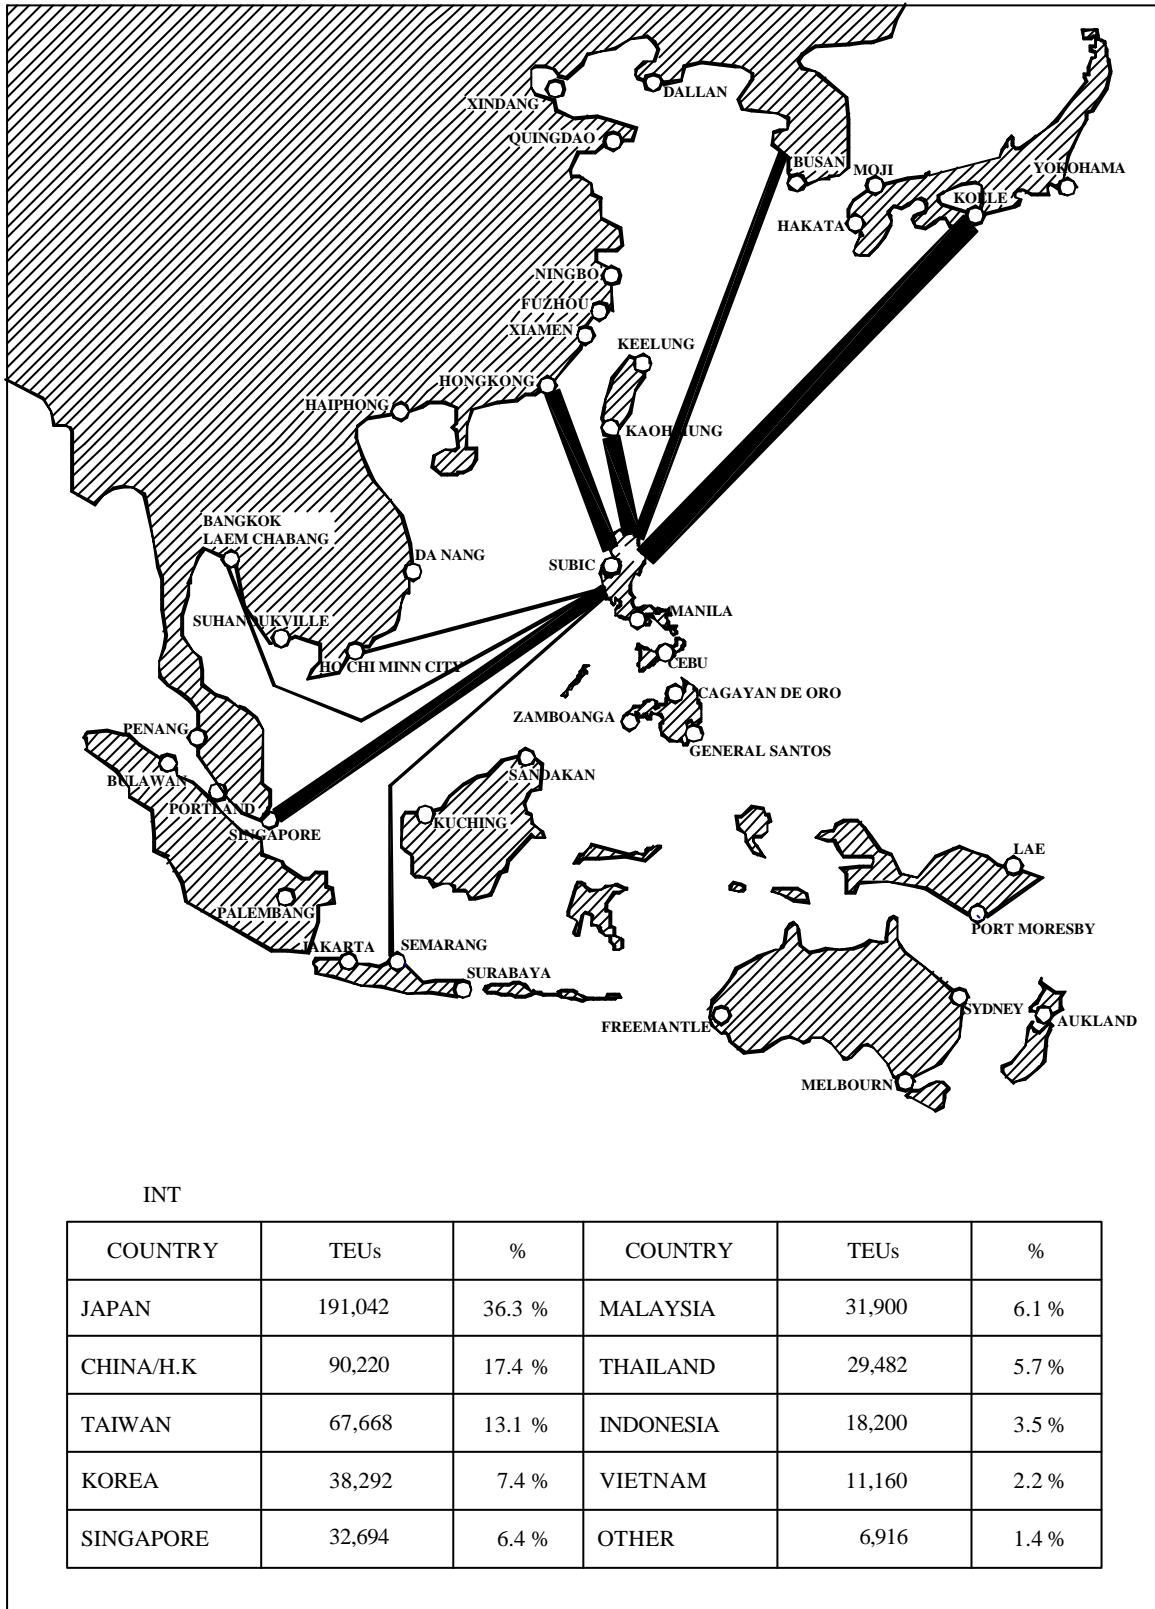 DALLAN
XINDANG
QUINGDAO
BUSAN
MOJI
YOKOHAMA
KOELE
HAKATA
NINGBO
FUZHOU
XIAMEN
KEELUNG
HONGKONG
HAIPHONG
KAOHSIUNG
BANGKOK
LAEM CHABANG
DA NANG
SUBIC
MANILA
SUHANOUKVILLE
HO CHI MINN CITY
CEBU
CAGAYAN DE ORO
ZAMBOANGA
PENANG
GENERAL SANTOS
SANDAKAN
BULAWAN
PORTLAND
KUCHING
SINGAPORE
LAE
PALEMBANG
PORT MORESBY
JAKARTA
SEMARANG
SURABAYA
SYDNEY
AUKLAND
FREEMANTLE
MELBOURN
INT
COUNTRY TEUs % COUNTRY TEUs %
JAPAN 191,042 36.3 % MALAYSIA 31,900 6.1 %
CHINA/H.K 90,220 17.4 % THAILAND 29,482 5.7 %
TAIWAN 67,668 13.1 % INDONESIA 18,200 3.5 %
KOREA 38,292 7.4 % VIETNAM 11,160 2.2 %
SINGAPORE 32,694 6.4 % OTHER 6,916 1.4 %